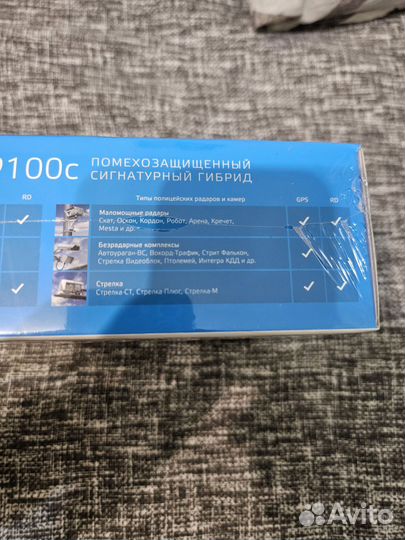 9100с ПОМЕХОЗАЩИЩЕННЫЙ
СИГНАТУРНЫЙ ГИБРИД
RD Типы полицейских радаров и камер GPS RD
Маломощные радары
Скат, Оскон, Кордон, Робот, Арена, Кречет,
Mesta и др.
Безрадарные комплексы
Автоураган-ВС, Вокорд-Трафик, Стрит Фалькон,
Стрелка Видеоблок, Птолемей, Интегра КДД и др.
Стрелка
Стрелка СТ, Стрелка Плюс, Стрелка-М
Avito